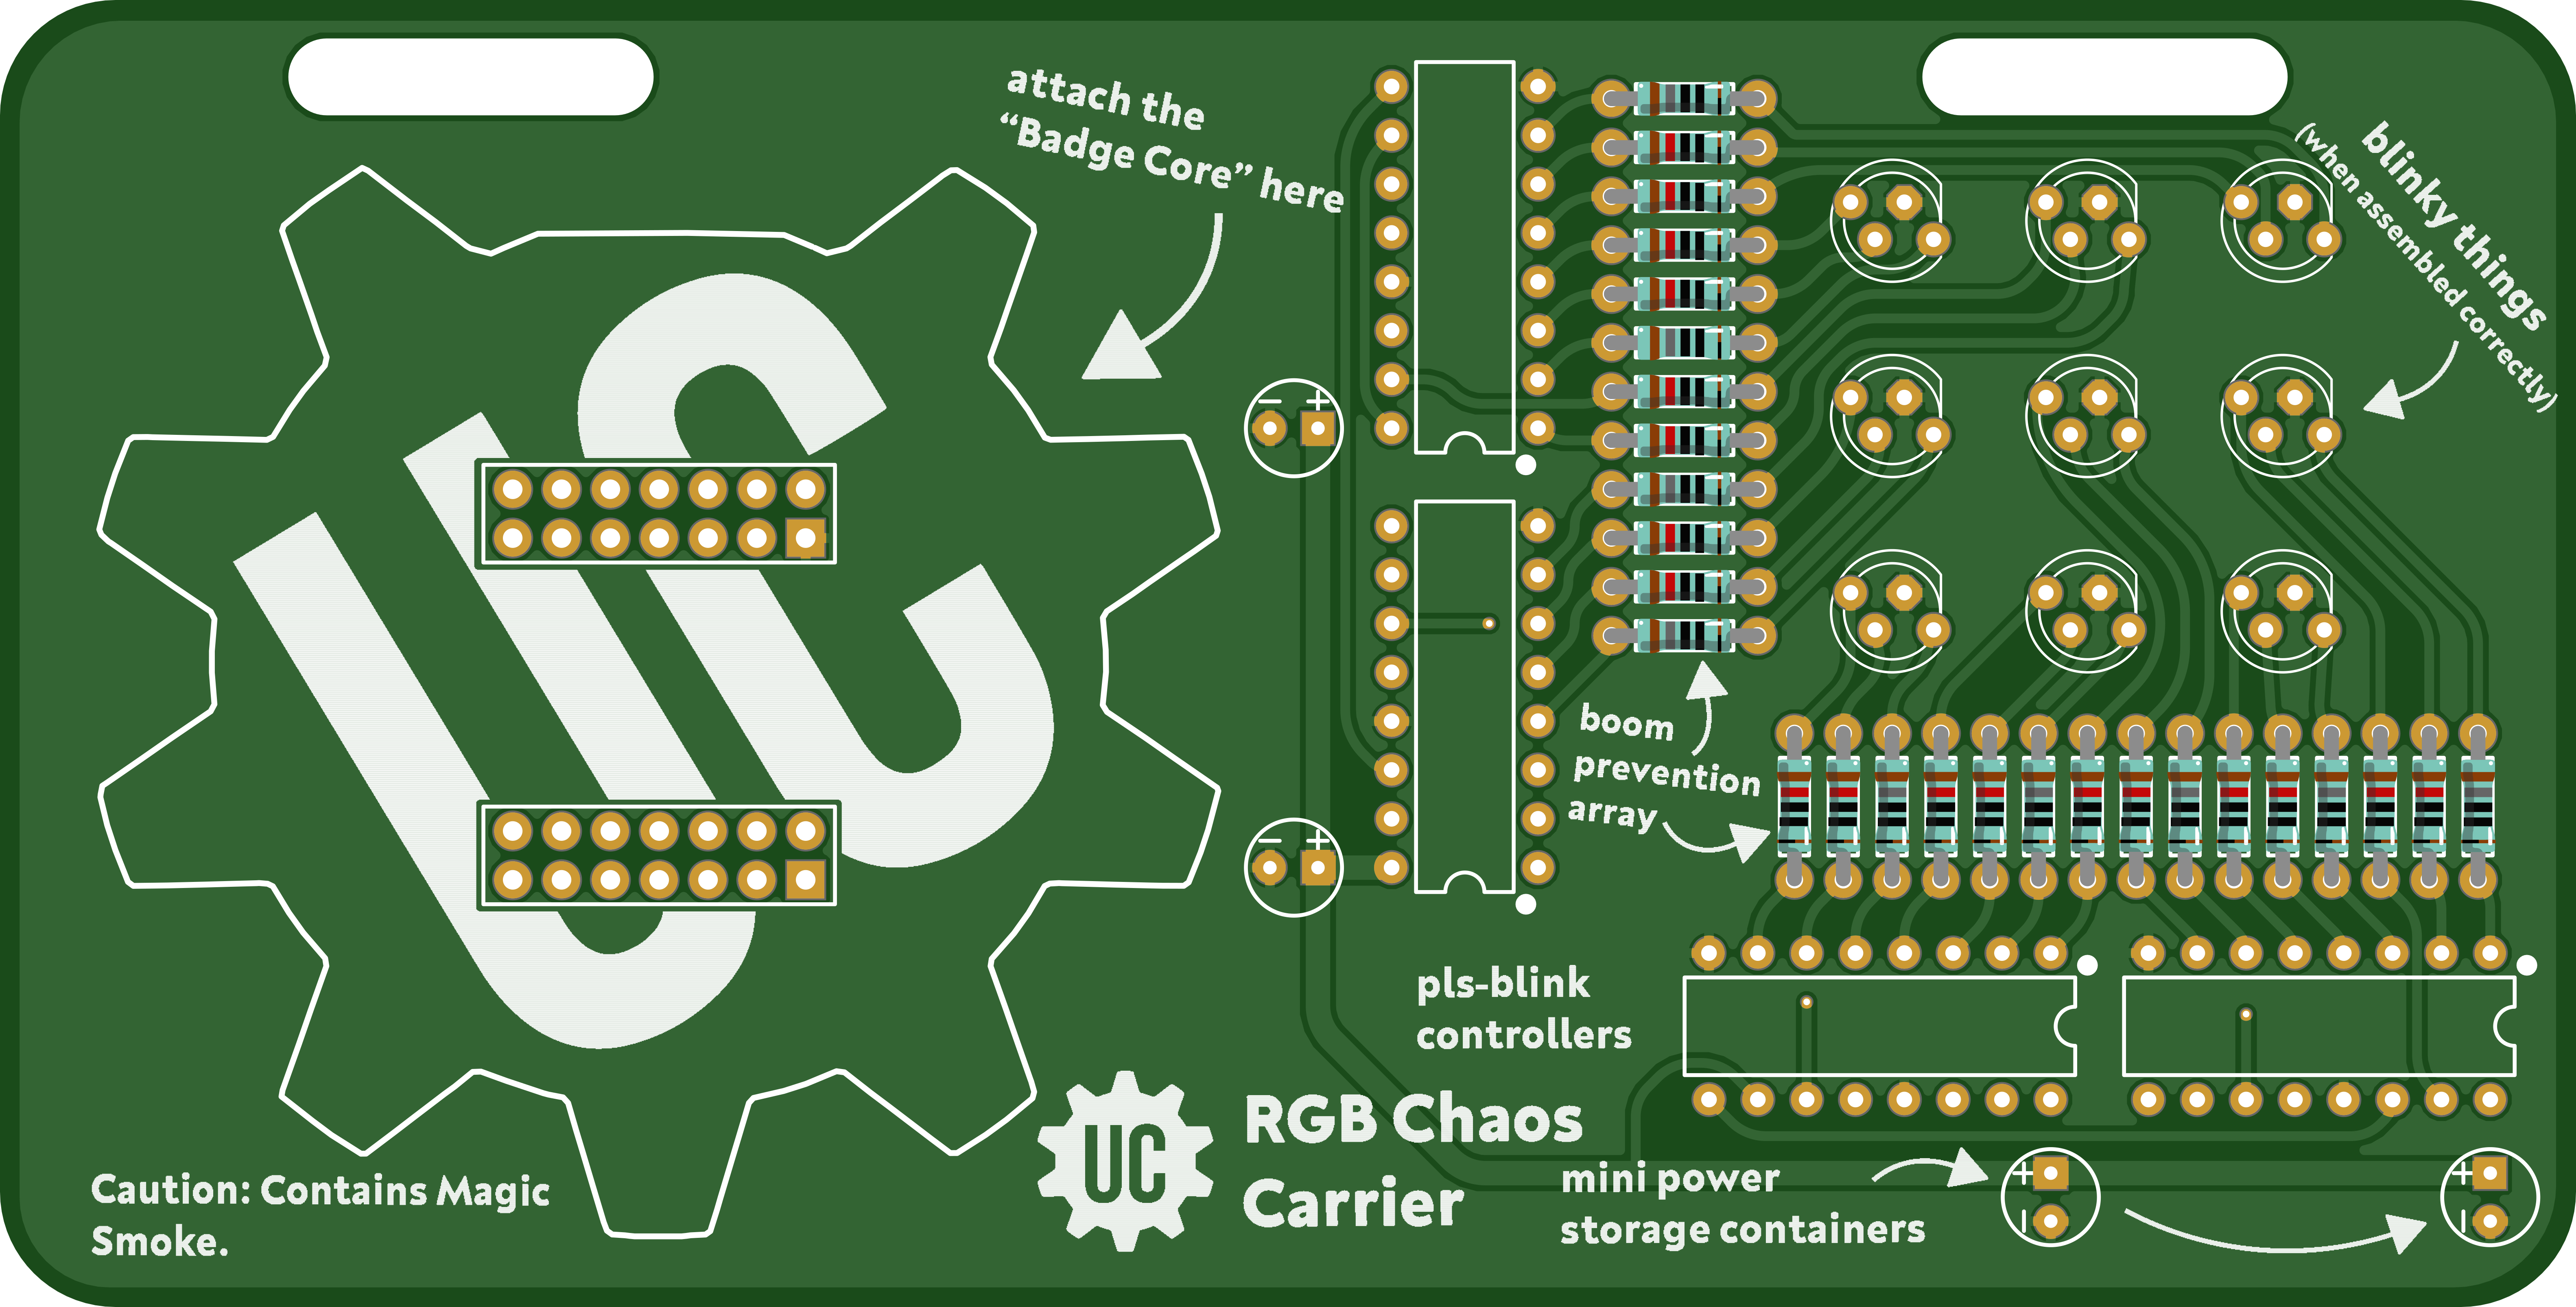 attach the
“Badge Core” here
blinky things
(when assembled correctly)
boom
prevention
array
pls-blink
controllers
UC
RGB Chaos
Carrier
mini power
storage containers
Caution: Contains Magic
Smoke.